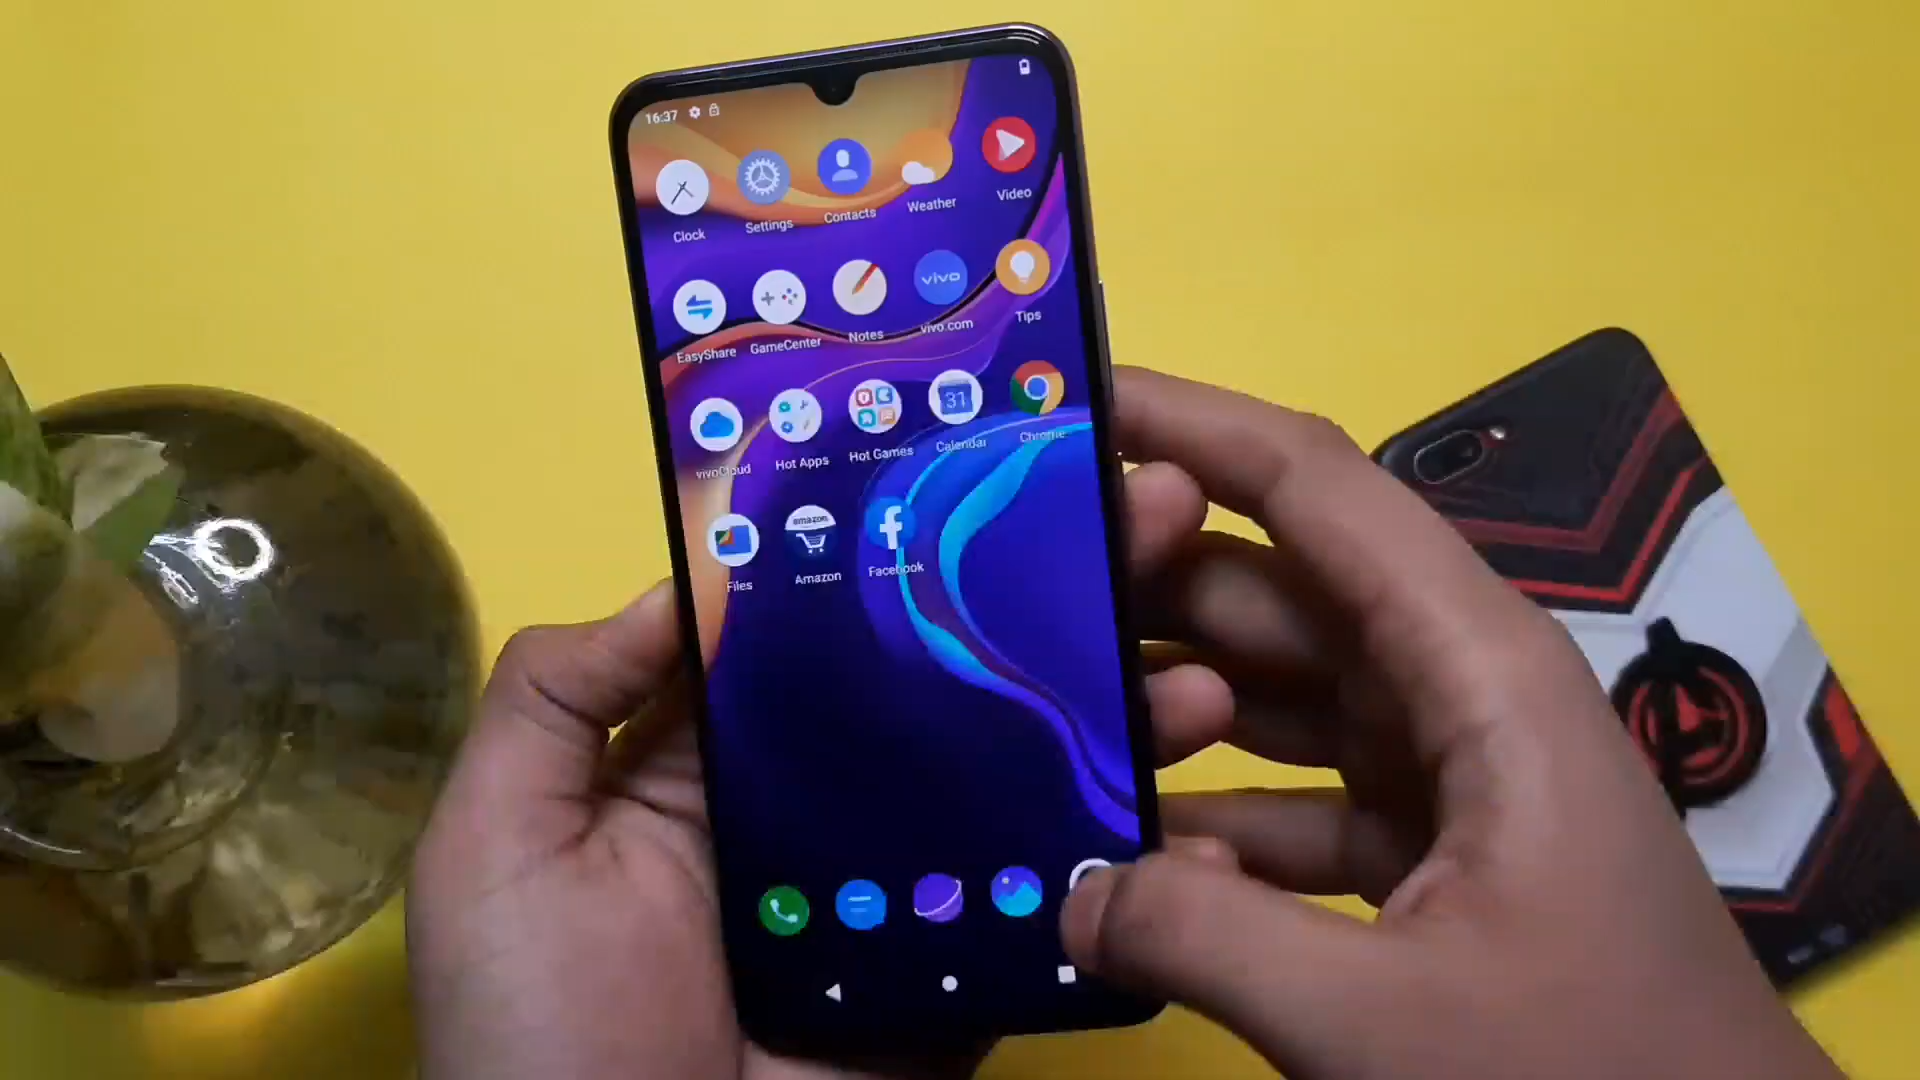 16:37
Clock Settings Contacts Weather Video
vivo
EasyShare GameCenter Notes vivo.com Tips
31
vivoCloud Hot Apps Hot Games Calendar Chrome
amazon
Files Amazon Facebook